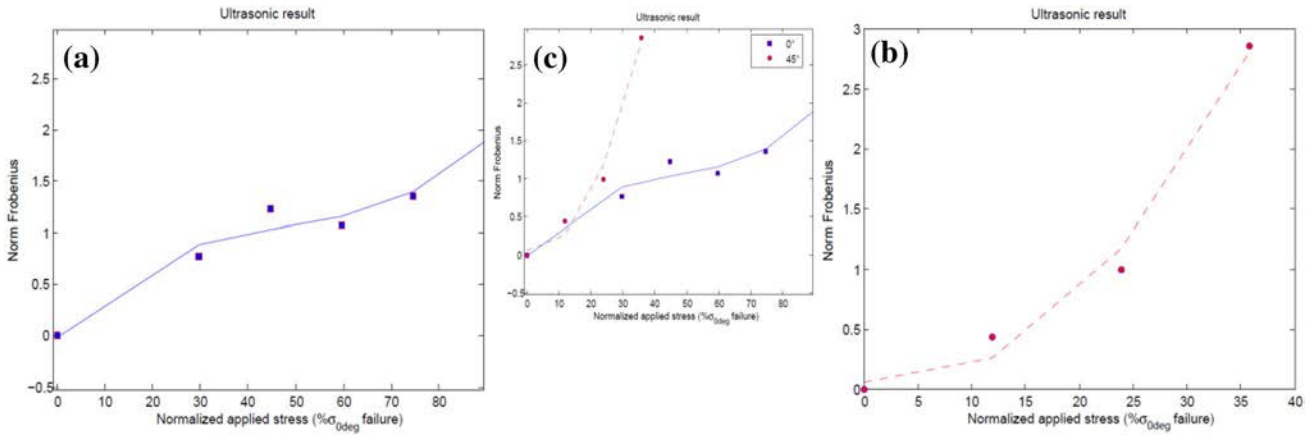 Ultrasonic result
(a)
2.5
2
1.5
1
0.5
0
−0.5
Norm Frobenius
0 10 20 30 40 50 60 70 80
Normalized applied stress (%σ0deg failure)
Ultrasonic result
(c)
0°
45°
2.5
2
1.5
1
0.5
0
−0.5
Norm Frobenius
0 10 20 30 40 50 60 70 80
Normalized applied stress (%σ0deg failure)
Ultrasonic result
(b)
3
2.5
2
1.5
1
0.5
0
Norm Frobenius
0 5 10 15 20 25 30 35 40
Normalized applied stress (%σ0deg failure)